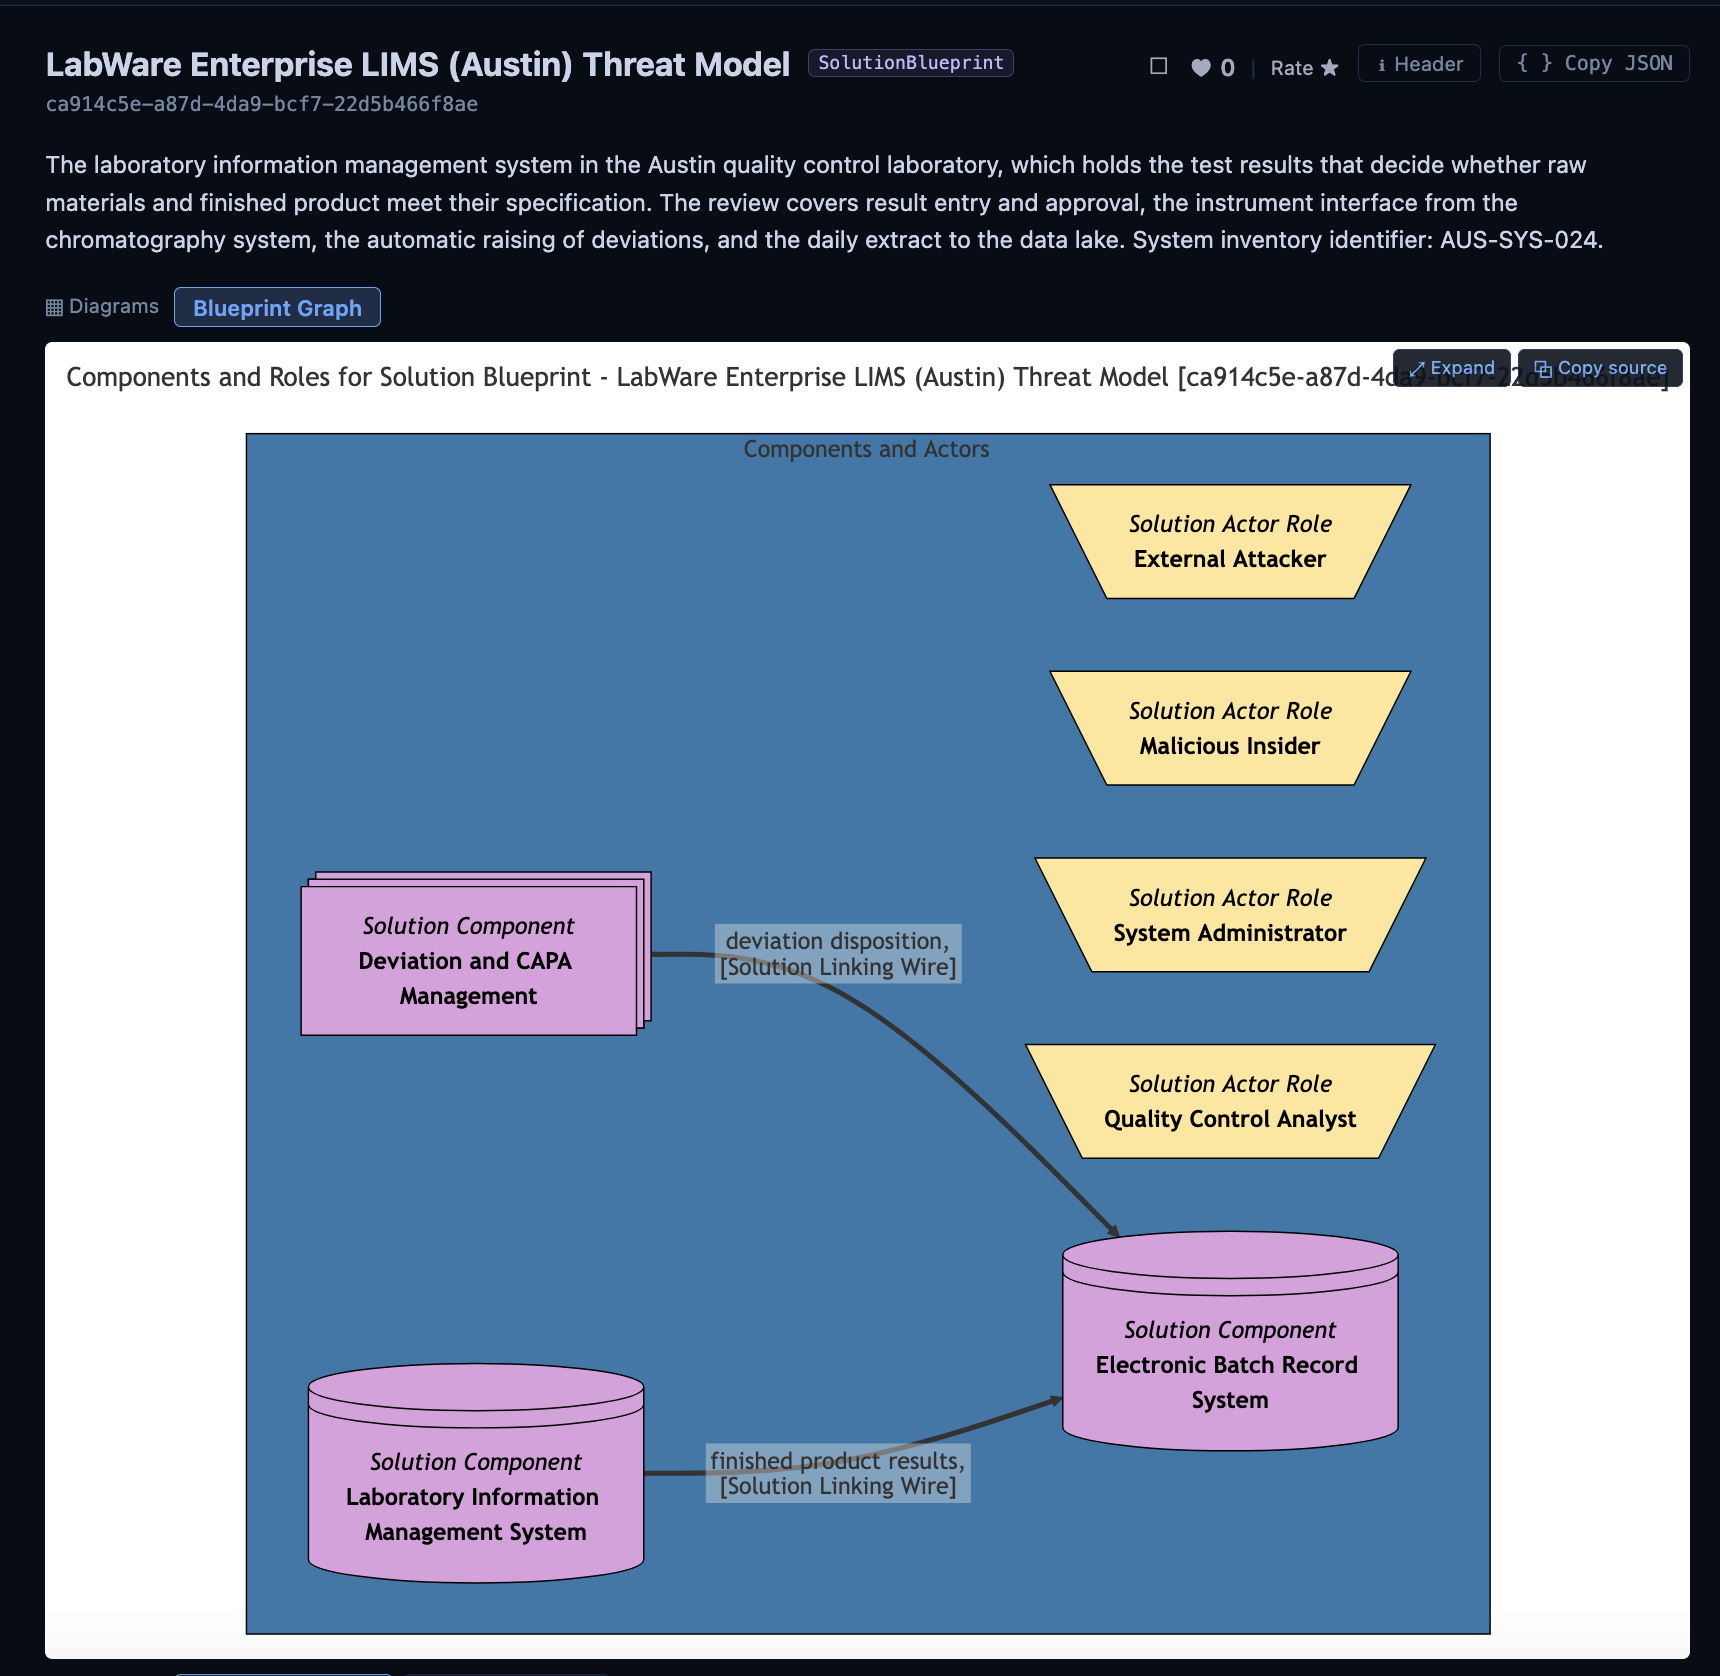 LabWare Enterprise LIMS (Austin) Threat Model SolutionBlueprint
0 | Rate ★ i Header { } Copy JSON
ca914c5e-a87d-4da9-bcf7-22d5b466f8ae
The laboratory information management system in the Austin quality control laboratory, which holds the test results that decide whether raw
materials and finished product meet their specification. The review covers result entry and approval, the instrument interface from the
chromatography system, the automatic raising of deviations, and the daily extract to the data lake. System inventory identifier: AUS-SYS-024.
Diagrams Blueprint Graph
Components and Roles for Solution Blueprint - LabWare Enterprise LIMS (Austin) Threat Model [ca914c5e-a87d-4da9-bcf7-22d5b466f8ae]
Expand Copy source
Components and Actors
Solution Actor Role
External Attacker
Solution Actor Role
Malicious Insider
Solution Actor Role
System Administrator
Solution Component
Deviation and CAPA
Management
deviation disposition,
[Solution Linking Wire]
Solution Actor Role
Quality Control Analyst
Solution Component
Electronic Batch Record
System
Solution Component
Laboratory Information
Management System
finished product results,
[Solution Linking Wire]